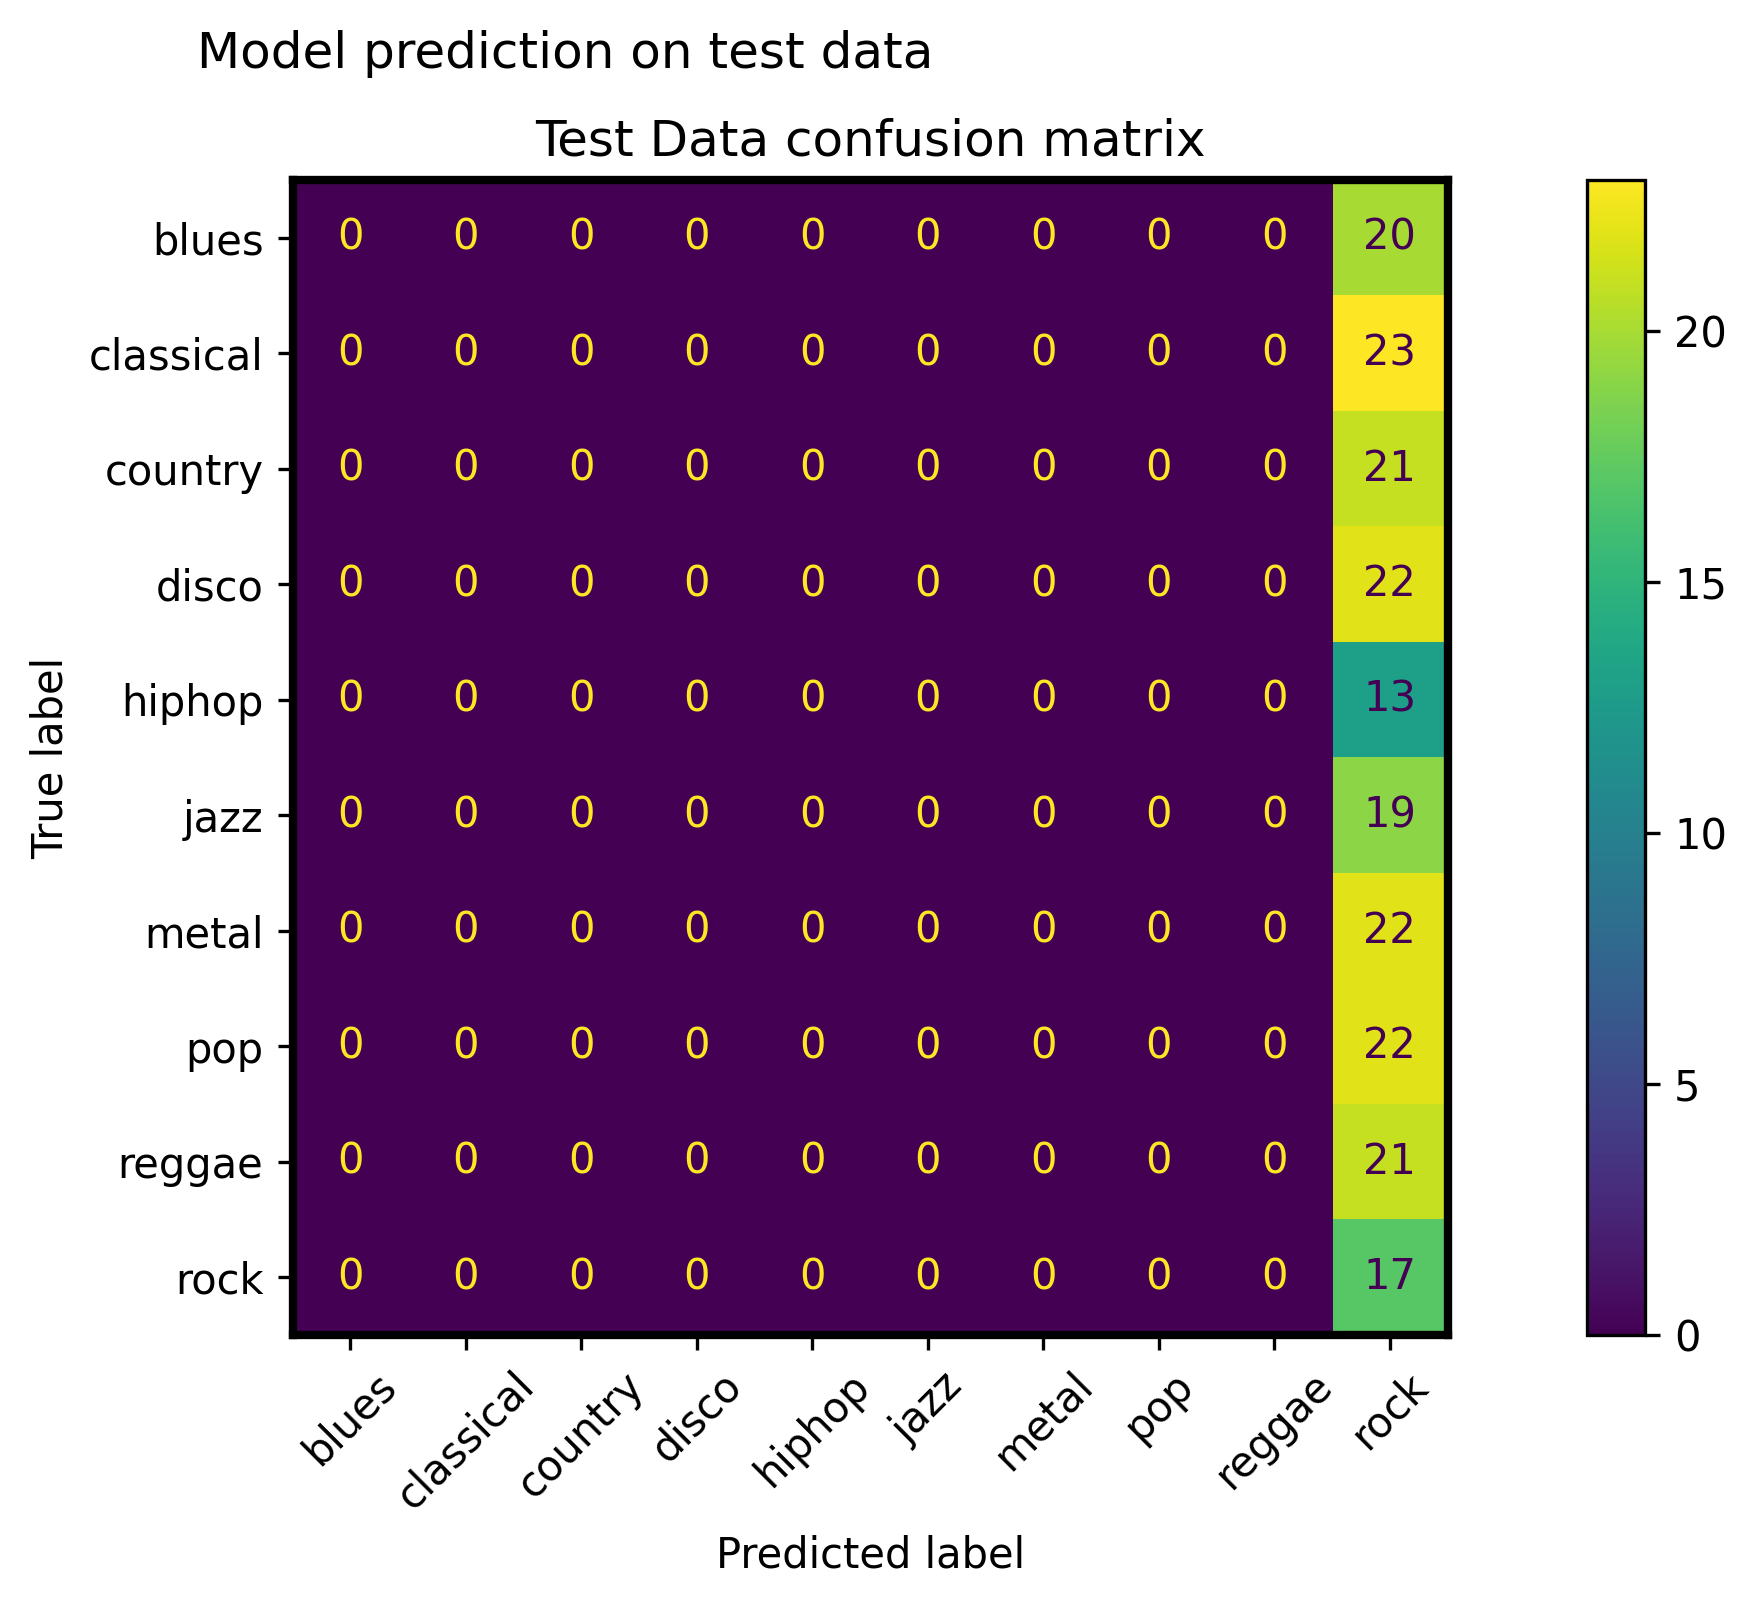 Model prediction on test data
Test Data confusion matrix
blues 0 0 0 0 0 0 0 0 0 20
classical 0 0 0 0 0 0 0 0 0 23
country 0 0 0 0 0 0 0 0 0 21
disco 0 0 0 0 0 0 0 0 0 22
hiphop 0 0 0 0 0 0 0 0 0 13
jazz 0 0 0 0 0 0 0 0 0 19
metal 0 0 0 0 0 0 0 0 0 22
pop 0 0 0 0 0 0 0 0 0 22
reggae 0 0 0 0 0 0 0 0 0 21
rock 0 0 0 0 0 0 0 0 0 17
True label
blues classical country disco hiphop jazz metal pop reggae rock
Predicted label
20
15
10
5
0